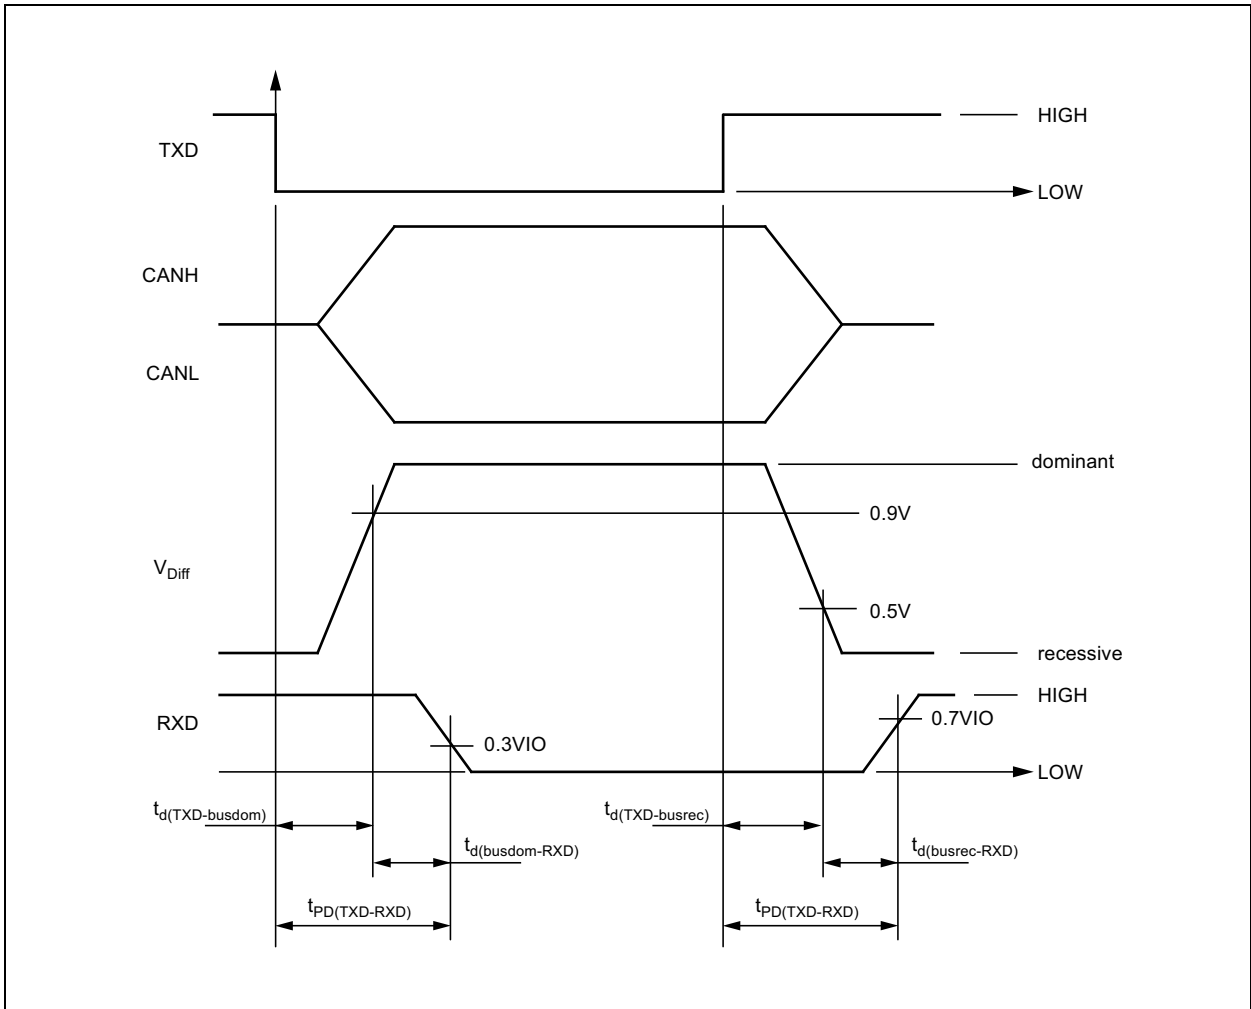 HIGH
TXD
LOW
CANH
CANL
dominant
0.9V
VDiff
0.5V
recessive
HIGH
RXD
0.7VIO
0.3VIO
LOW
td(TXD-busdom)
td(TXD-busrec)
td(busdom-RXD)
td(busrec-RXD)
tPD(TXD-RXD)
tPD(TXD-RXD)